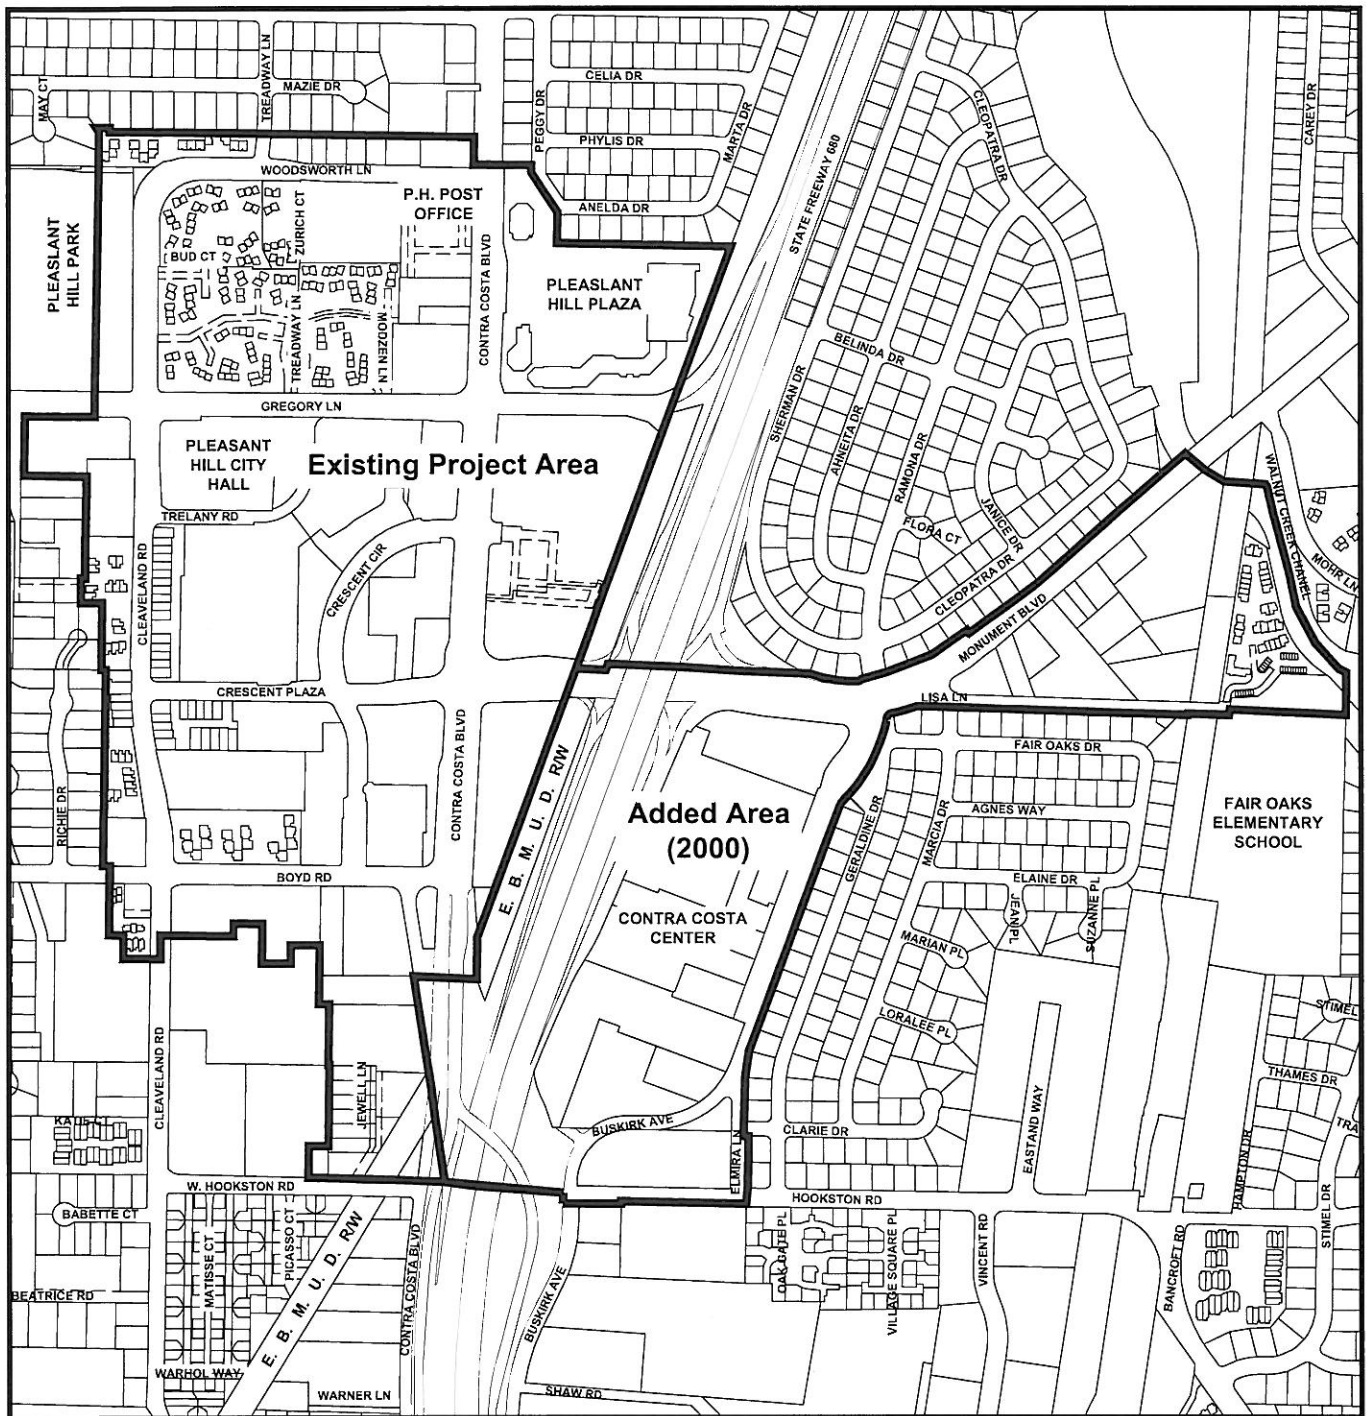 MAY CT
TREADWAY LN
MAZIE DR
CELIA DR
PEGGY DR
PHYLIS DR
MARTA DR
ANELDA DR
STATE FREEWAY 680
CLEOPATRA DR
CAREY DR
WOODSWORTH LN
P.H. POST
OFFICE
PLEASLANT
HILL PARK
ZURICH CT
BUD CT
CONTRA COSTA BLVD
PLEASLANT
HILL PLAZA
TREADWAY LN
MODZEN LN
BELINDA DR
GREGORY LN
SHERMAN DR
AHNEITA DR
RAMONA DR
PLEASANT
HILL CITY
HALL
Existing Project Area
TRELANY RD
FLORA CT
JANICE DR
WALNUT CREEK CHANEL
MOHR LN
CLEAVELAND RD
CRESCENT CIR
CLEOPATRA DR
MONUMENT BLVD
CRESCENT PLAZA
LISA LN
CONTRA COSTA BLVD
E. B. M. U. D. R/W
FAIR OAKS DR
RICHIE DR
Added Area
(2000)
GERALDINE DR
MARCIA DR
AGNES WAY
FAIR OAKS
ELEMENTARY
SCHOOL
BOYD RD
ELAINE DR
JEAN PL
SUZANNE PL
CONTRA COSTA
CENTER
MARIAN PL
LORALEE PL
STIMEL
CLEAVELAND RD
JEWELL LN
THAMES DR
EASTAND WAY
BUSKIRK AVE
ELMIRA LN
CLARIE DR
HAMPTON DR
TRA
W. HOOKSTON RD
HOOKSTON RD
BABETTE CT
MATISSE CT
PICASSO CT
E. B. M. U. D. R/W
CONTRA COSTA BLVD
OAK GATE PL
VILLAGE SQUARE PL
VINCENT RD
BANCROFT RD
STIMEL DR
BEATRICE RD
BUSKIRK AVE
WARHOL WAY
WARNER LN
SHAW RD